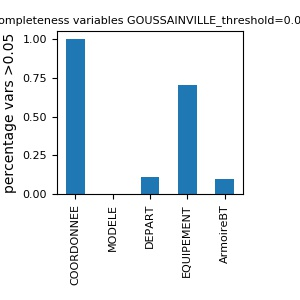 ompleteness variables GOUSSAINVILLE_threshold=0.0
percentage vars >0.05
1.00
0.75
0.50
0.25
0.00
COORDONNEE
MODELE
DEPART
EQUIPEMENT
ArmoireBT